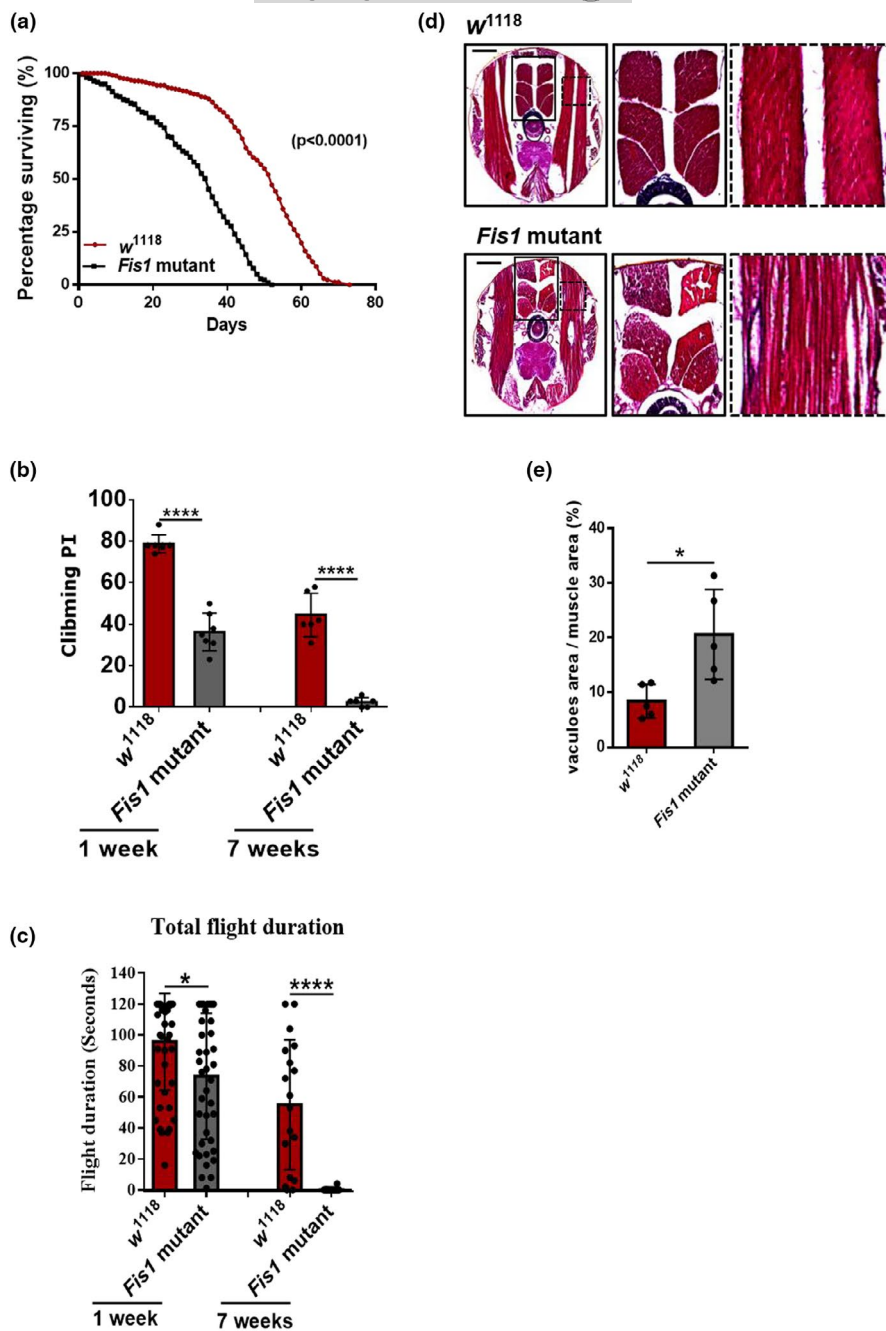 (a)
Percentage surviving (%)
100
75
50
25
0
(p<0.0001)
w1118
Fis1 mutant
0 20 40 60 80
Days
(d)
w1118
Fis1 mutant
(b)
Clibming PI
100
80
60
40
20
0
****
****
w1118
Fis1 mutant
w1118
Fis1 mutant
1 week
7 weeks
(e)
vaculoes area / muscle area (%)
40
30
20
10
0
*
w1118
Fis1 mutant
(c)
Total flight duration
Flight duration (Seconds)
140
120
100
80
60
40
20
0
*
****
w1118
Fis1 mutant
w1118
Fis1 mutant
1 week
7 weeks